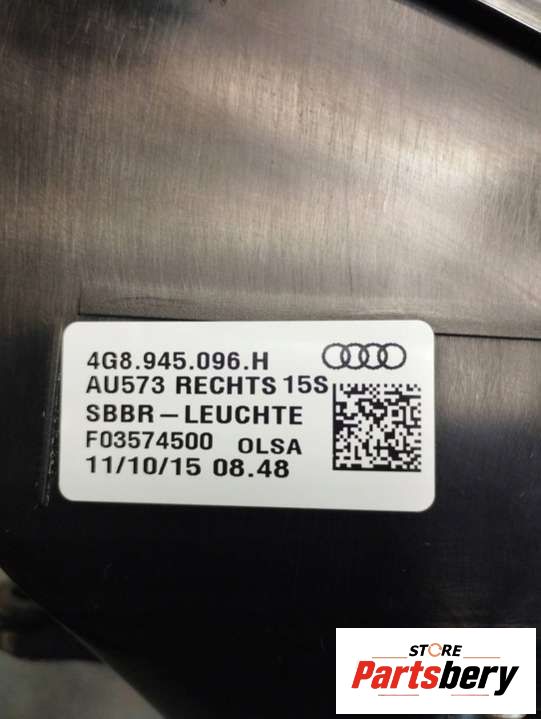 4G8.945.096.H
AU573 RECHTS 15S
SBBR-LEUCHTE
F03574500 OLSA
11/10/15 08.48
STORE
Partsbery